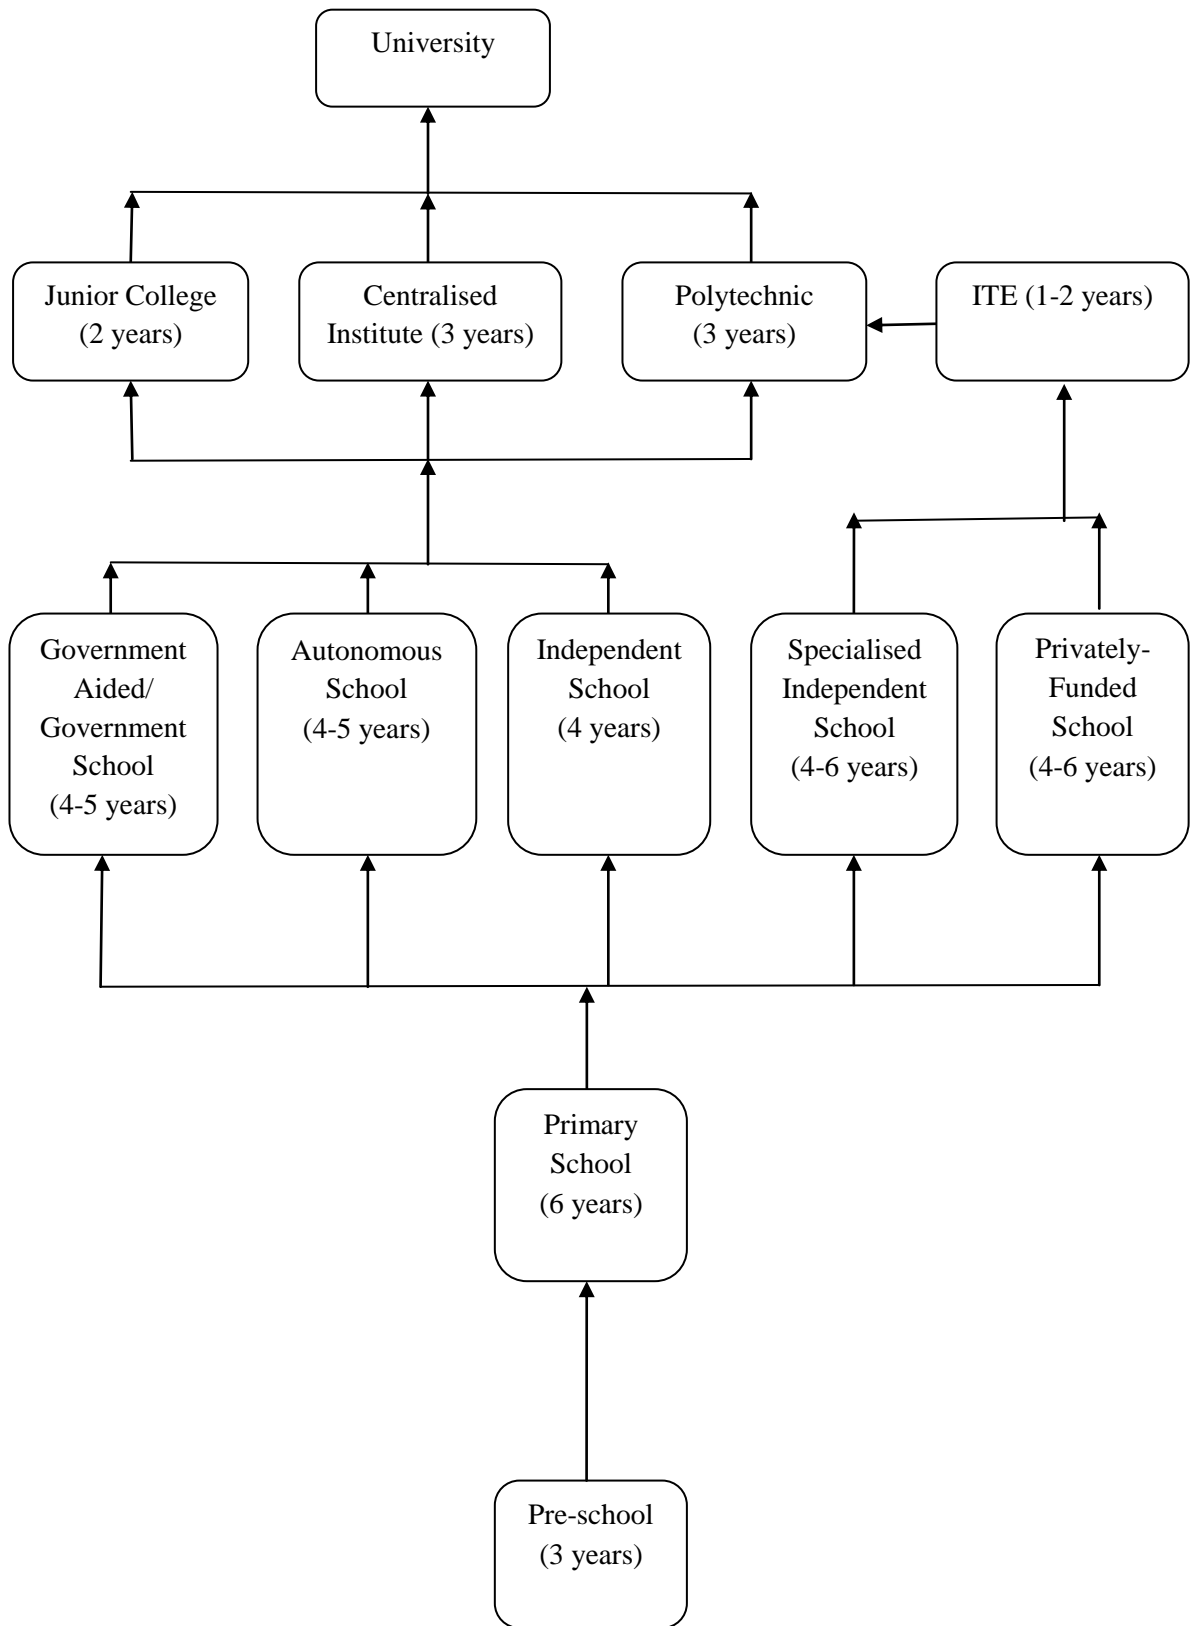 University
Junior College
(2 years)
Centralised
Institute (3 years)
Polytechnic
(3 years)
ITE (1-2 years)
Government
Aided/
Government
School
(4-5 years)
Autonomous
School
(4-5 years)
Independent
School
(4 years)
Specialised
Independent
School
(4-6 years)
Privately-
Funded
School
(4-6 years)
Primary
School
(6 years)
Pre-school
(3 years)